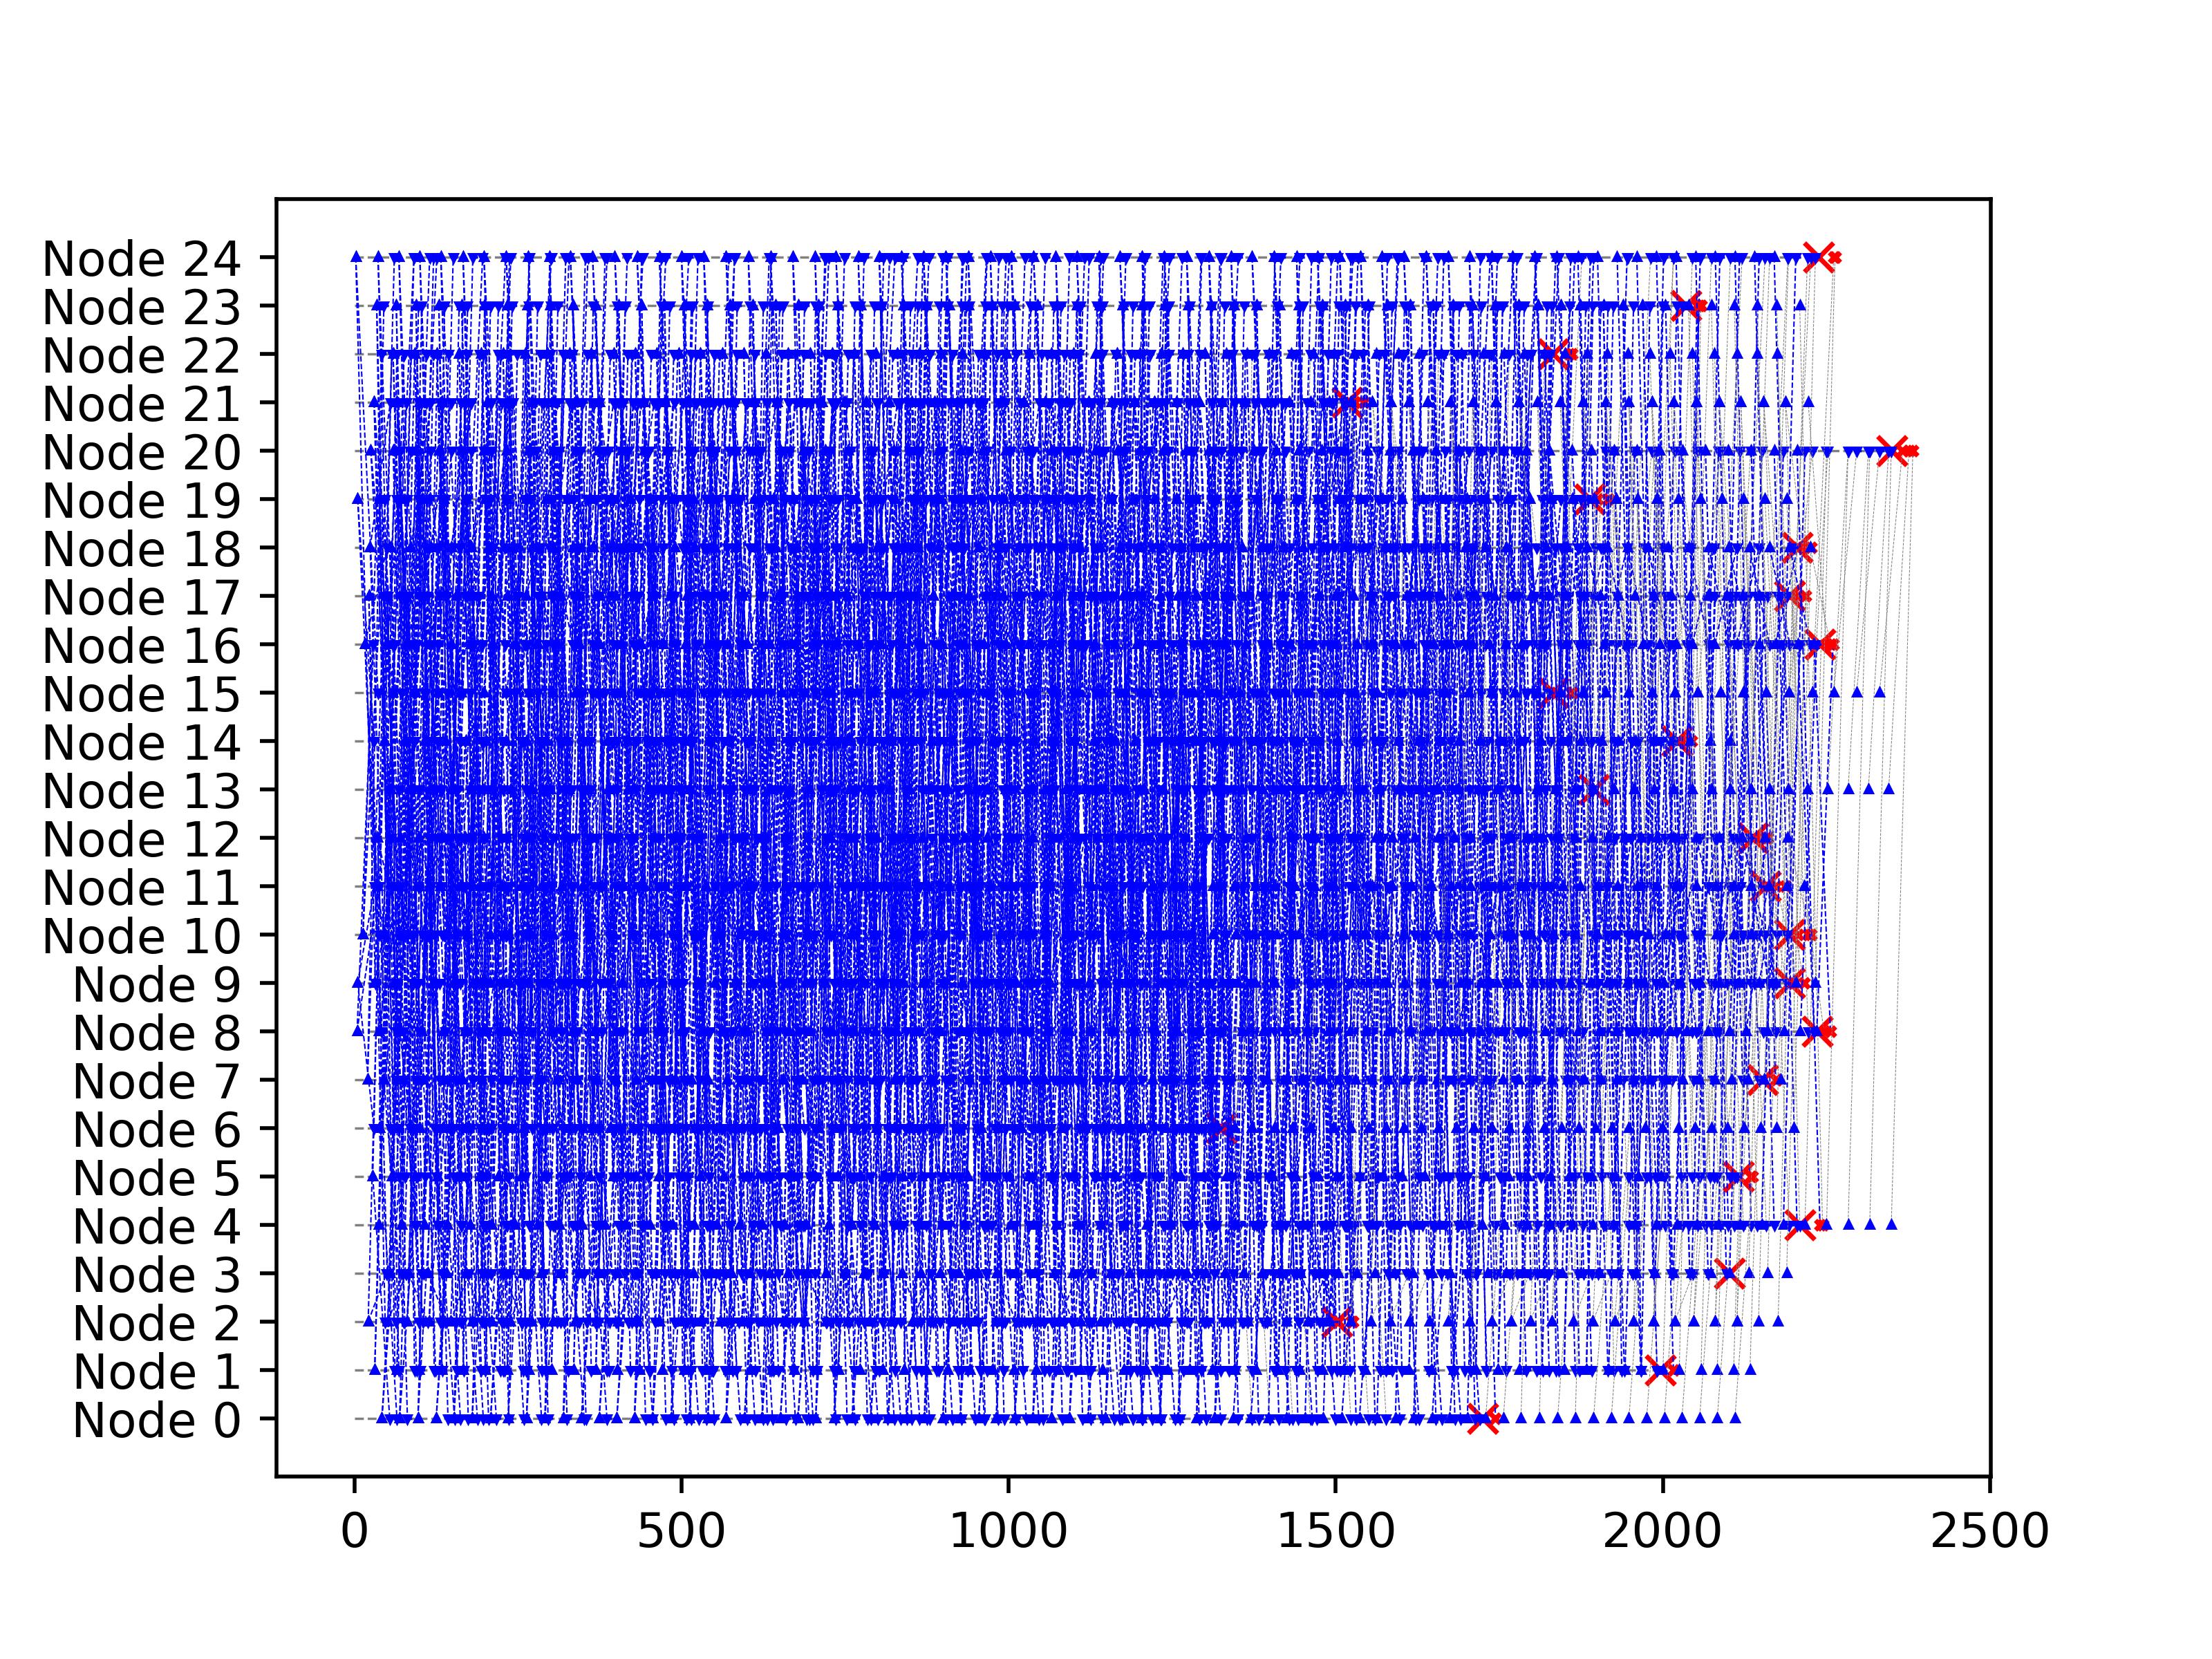 Node 24
Node 23
Node 22
Node 21
Node 20
Node 19
Node 18
Node 17
Node 16
Node 15
Node 14
Node 13
Node 12
Node 11
Node 10
Node 9
Node 8
Node 7
Node 6
Node 5
Node 4
Node 3
Node 2
Node 1
Node 0
0 500 1000 1500 2000 2500